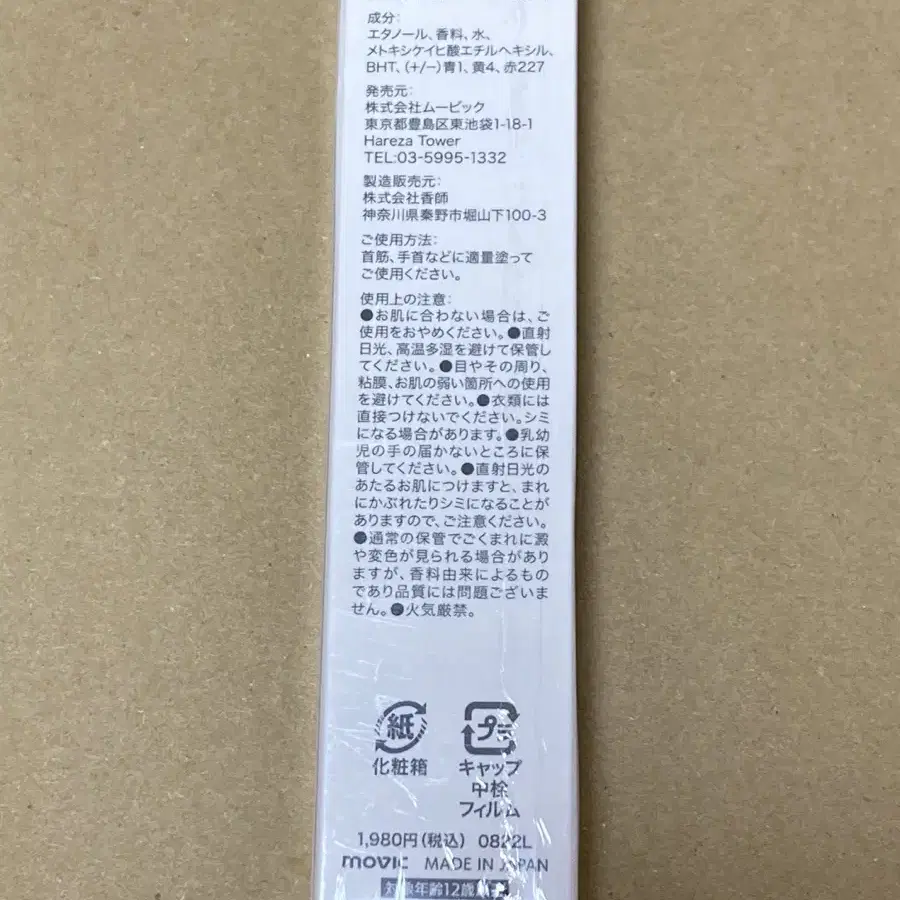 成分:
エタノール、香料、水、
メトキシケイヒ酸エチルヘキシル、
BHT、(+/−)青1、黄4、赤227
発売元:
株式会社ムービック
東京都豊島区東池袋1-18-1
Hareza Tower
TEL:03-5995-1332
製造販売元:
株式会社香師
神奈川県秦野市堀山下100-3
ご使用方法:
首筋、手首などに適量塗って
ご使用ください。
使用上の注意:
●お肌に合わない場合は、ご
使用をおやめください。●直射
日光、高温多湿を避けて保管し
てください。●目やその周り、
粘膜、お肌の弱い箇所への使用
を避けてください。●衣類には
直接つけないでください。シミ
になる場合があります。●乳幼
児の手の届かないところに保
管してください。●直射日光の
あたるお肌につけますと、まれ
にかぶれたりシミになることが
ありますので、ご注意ください。
●通常の保管でごくまれに澱
や変色が見られる場合があり
ますが、香料由来によるもの
であり品質には問題ございま
せん。●火気厳禁。
紙 プラ
化粧箱 キャップ
中栓
フィルム
1,980円(税込) 0822L
movic MADE IN JAPAN
対象年齢12歳以上